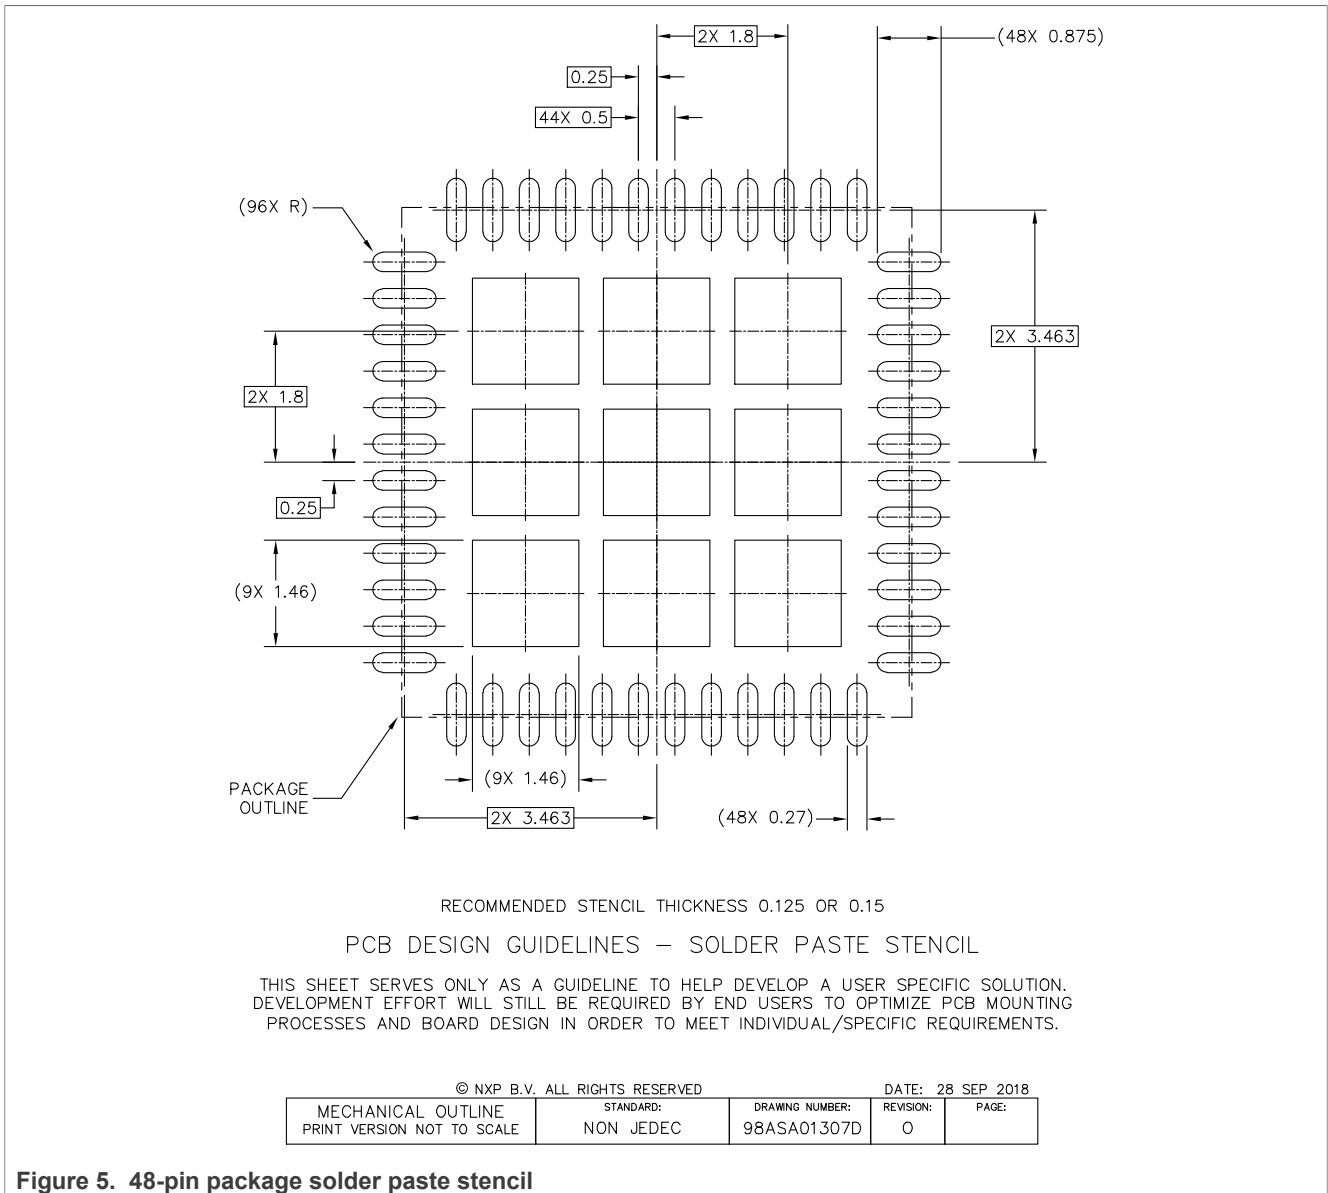 2X 1.8
(48X 0.875)
0.25
44X 0.5
(96X R)
2X 3.463
2X 1.8
0.25
(9X 1.46)
PACKAGE
OUTLINE
(9X 1.46)
2X 3.463
(48X 0.27)
RECOMMENDED STENCIL THICKNESS 0.125 OR 0.15
PCB DESIGN GUIDELINES – SOLDER PASTE STENCIL
THIS SHEET SERVES ONLY AS A GUIDELINE TO HELP DEVELOP A USER SPECIFIC SOLUTION.
DEVELOPMENT EFFORT WILL STILL BE REQUIRED BY END USERS TO OPTIMIZE PCB MOUNTING
PROCESSES AND BOARD DESIGN IN ORDER TO MEET INDIVIDUAL/SPECIFIC REQUIREMENTS.
© NXP B.V. ALL RIGHTS RESERVED
DATE: 28 SEP 2018
MECHANICAL OUTLINE
PRINT VERSION NOT TO SCALE
STANDARD:
NON JEDEC
DRAWING NUMBER:
98ASA01307D
REVISION:
O
PAGE:
Figure 5. 48-pin package solder paste stencil